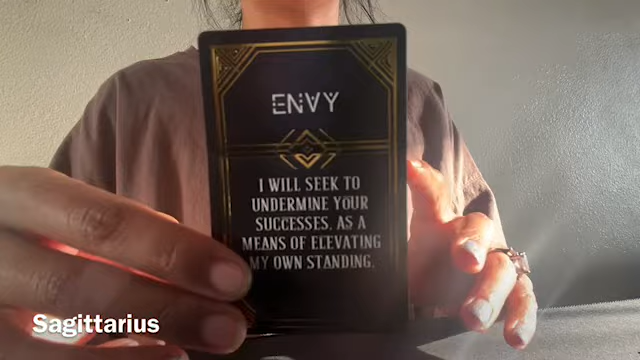 ENVY
I WILL SEEK TO
UNDERMINE YOUR
SUCCESSES, AS A
MEANS OF ELEVATING
MY OWN STANDING.
Sagittarius